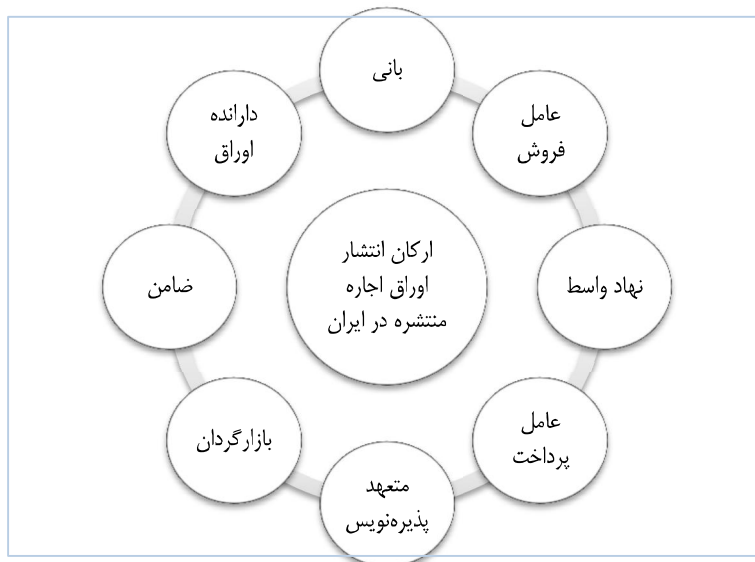 بانی
عامل
فروش
نهاد واسط
عامل
پرداخت
متعهد
پذیره‌نویس
بازارگردان
ضامن
دارانده
اوراق
ارکان انتشار
اوراق اجاره
منتشره در ایران